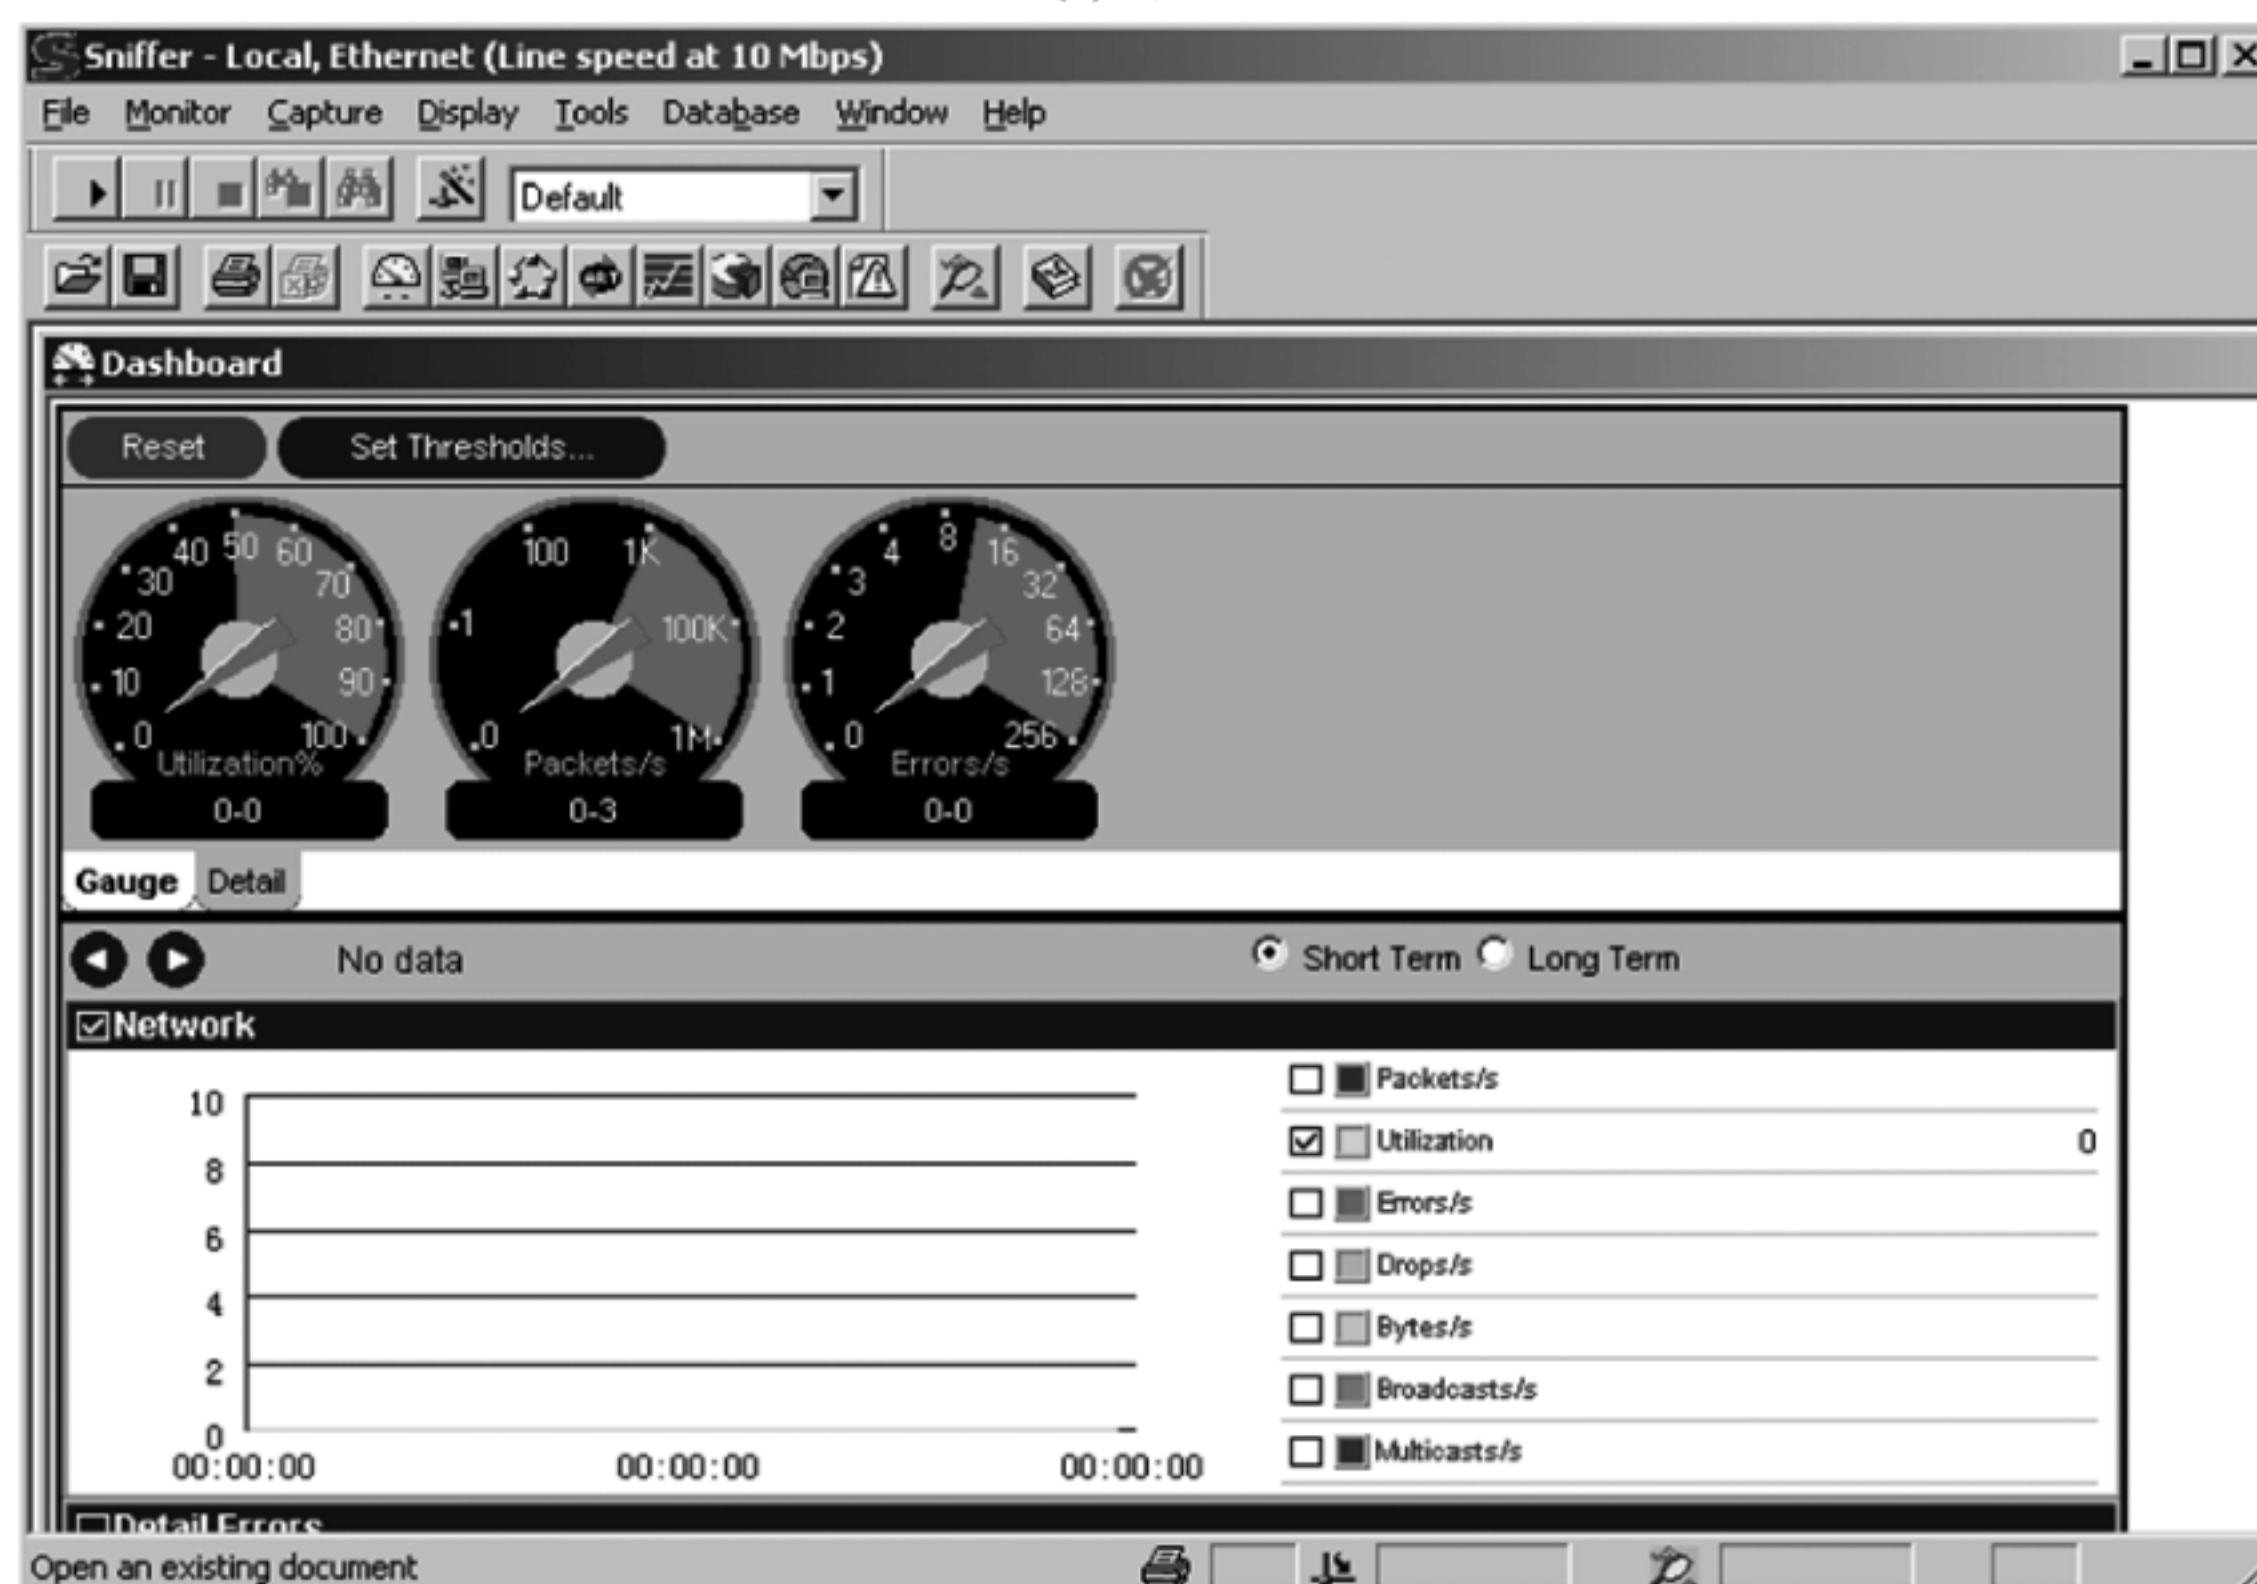 Sniffer - Local, Ethernet (Line speed at 10 Mbps)
File Monitor Capture Display Tools Database Window Help
Default
Dashboard
Reset Set Thresholds...
0 10 20 30 40 50 60 70 80 90 100
Utilization%
0-0
0 1 100 1K 100K 1M
Packets/s
0-3
0 1 2 3 4 8 16 32 64 128 256
Errors/s
0-0
Gauge Detail
No data Short Term Long Term
Network
10
8
6
4
2
0
00:00:00 00:00:00 00:00:00
Packets/s
Utilization 0
Errors/s
Drops/s
Bytes/s
Broadcasts/s
Multicasts/s
Detail Errors
Open an existing document